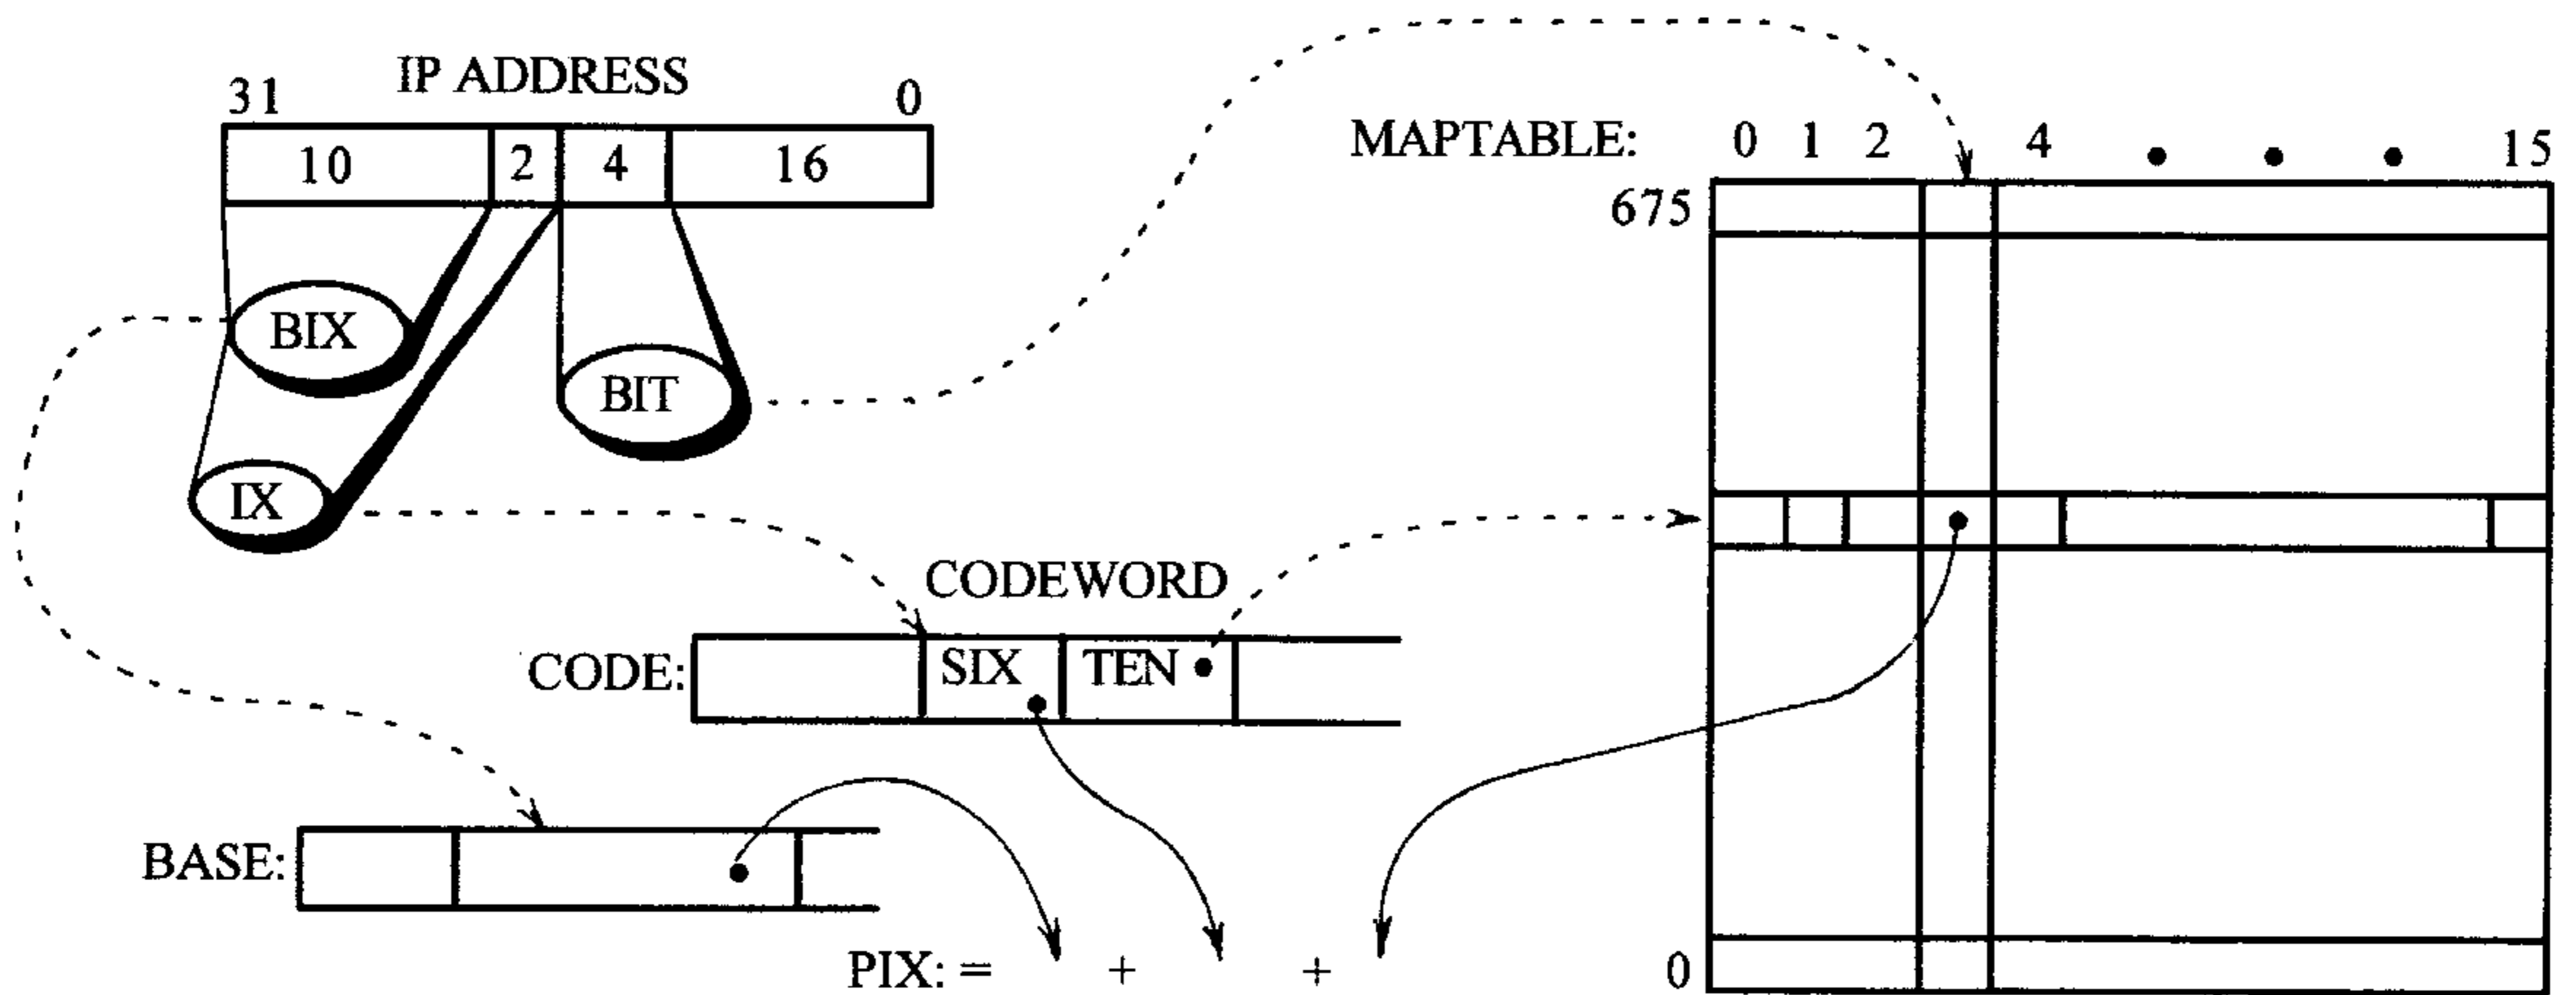 IP ADDRESS
31 0
10 2 4 16
BIX
BIT
IX
MAPTABLE: 0 1 2 4 • • • 15
675
0
CODEWORD
CODE: SIX TEN
BASE:
PIX: = + +